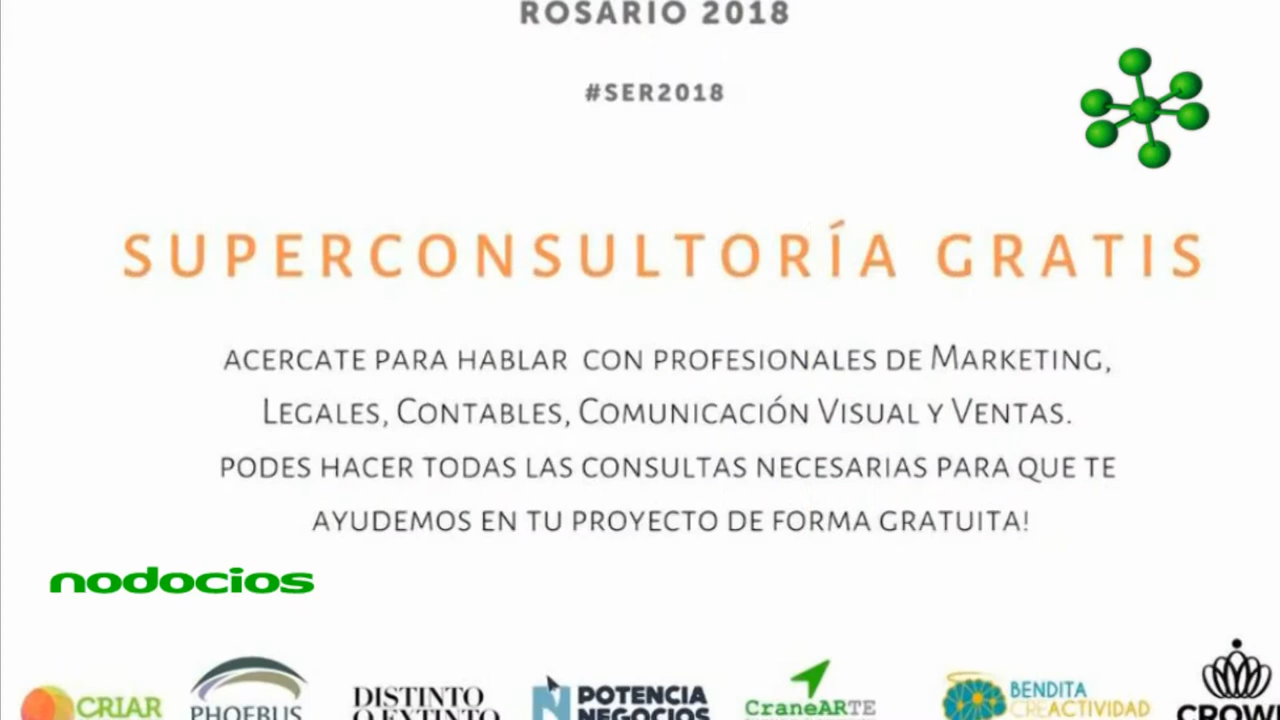 ROSARIO 2018
#SER2018
SUPERCONSULTORÍA GRATIS
ACERCATE PARA HABLAR CON PROFESIONALES DE MARKETING,
LEGALES, CONTABLES, COMUNICACIÓN VISUAL Y VENTAS.
PODES HACER TODAS LAS CONSULTAS NECESARIAS PARA QUE TE
AYUDEMOS EN TU PROYECTO DE FORMA GRATUITA!
nodocios
CRIAR
PHOEBUS
DISTINTO
O EXTINTO
POTENCIA
NEGOCIOS
CraneARTE
BENDITA
CREACTIVIDAD